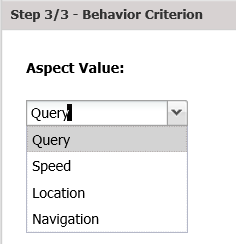 Step 3/3 - Behavior Criterion
Aspect Value:
Query
Query
Speed
Location
Navigation